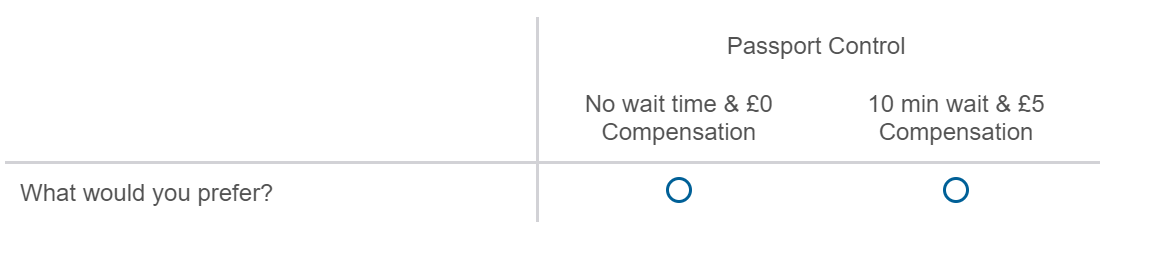 Passport Control
No wait time & £0
Compensation
10 min wait & £5
Compensation
What would you prefer?